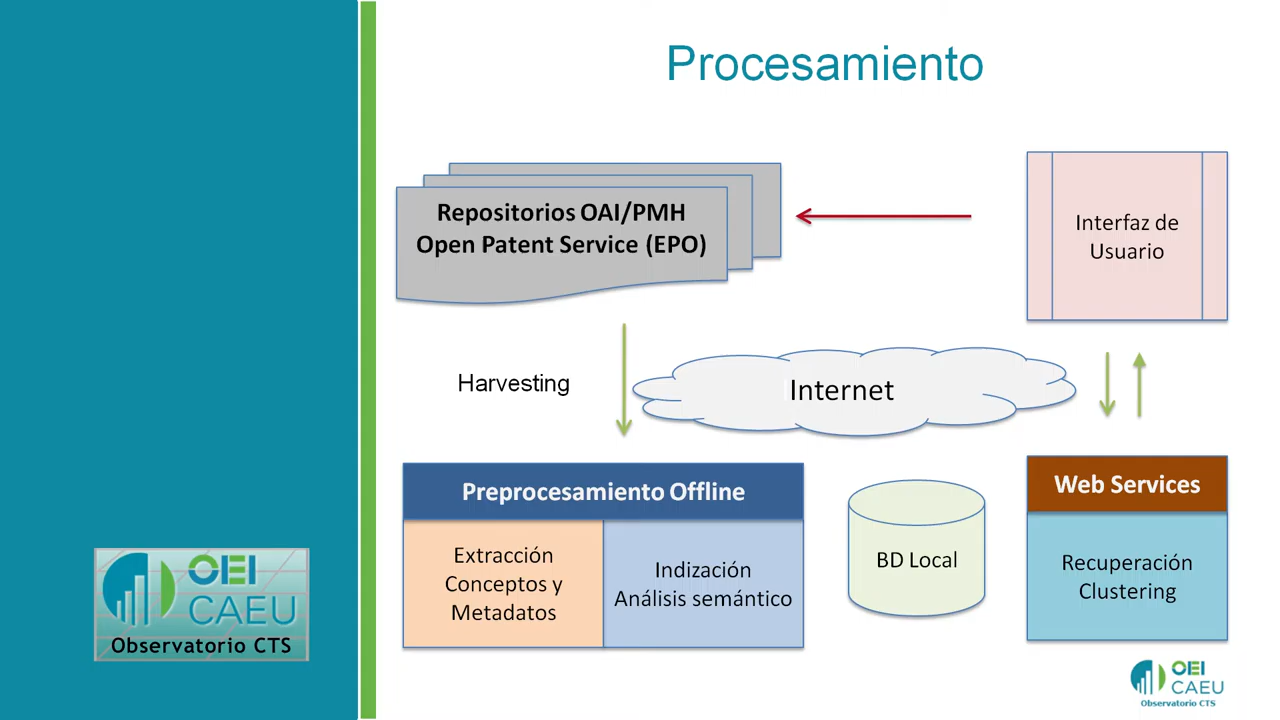 Procesamiento
Repositorios OAI/PMH
Open Patent Service (EPO)
Interfaz de
Usuario
Harvesting
Internet
Preprocesamiento Offline
Extracción
Conceptos y
Metadatos
Indización
Análisis semántico
BD Local
Web Services
Recuperación
Clustering
OEI
CAEU
Observatorio CTS
OEI
CAEU
Observatorio CTS